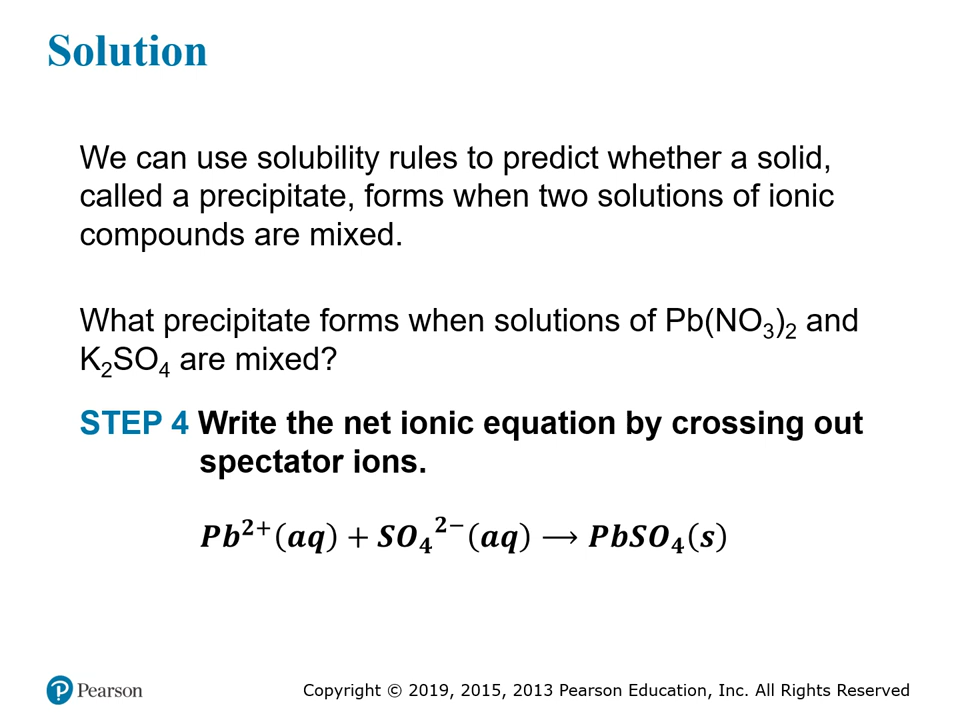 Solution
We can use solubility rules to predict whether a solid,
called a precipitate, forms when two solutions of ionic
compounds are mixed.
What precipitate forms when solutions of Pb(NO₃)₂ and
K₂SO₄ are mixed?
STEP 4 Write the net ionic equation by crossing out
spectator ions.
Pb²⁺(aq) + SO₄²⁻(aq) ⟶ PbSO₄(s)
Pearson
Copyright © 2019, 2015, 2013 Pearson Education, Inc. All Rights Reserved